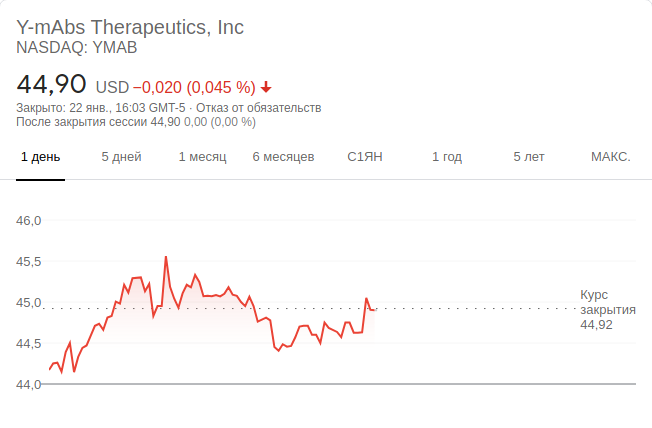 Y-mAbs Therapeutics, Inc
NASDAQ: YMAB
44,90 USD −0,020 (0,045 %)
Закрыто: 22 янв., 16:03 GMT-5 · Отказ от обязательств
После закрытия сессии 44,90 0,00 (0,00 %)
1 день 5 дней 1 месяц 6 месяцев С1ЯН 1 год 5 лет МАКС.
46,0
45,5
45,0
44,5
44,0
Курс
закрытия
44,92